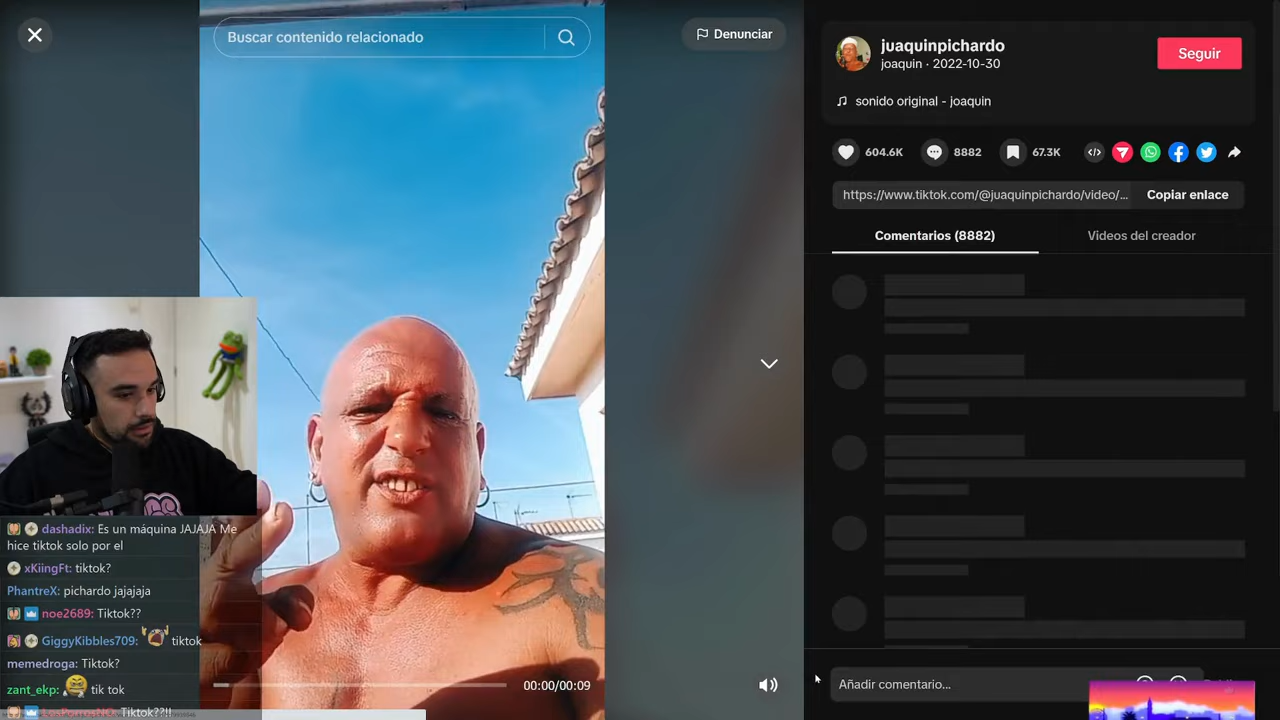 Buscar contenido relacionado
Denunciar
juaquinpichardo
joaquin · 2022-10-30
Seguir
sonido original - joaquin
604.6K
8882
67.3K
https://www.tiktok.com/@juaquinpichardo/video/...
Copiar enlace
Comentarios (8882)
Videos del creador
dashadix: Es un máquina JAJAJA Me
hice tiktok solo por el
xKiingFt: tiktok?
PhantreX: pichardo jajajaja
noe2689: Tiktok??
GiggyKibbles709: tiktok
memedroga: Tiktok?
zant_ekp: tik tok
Tiktok??!!
00:00/00:09
Añadir comentario...